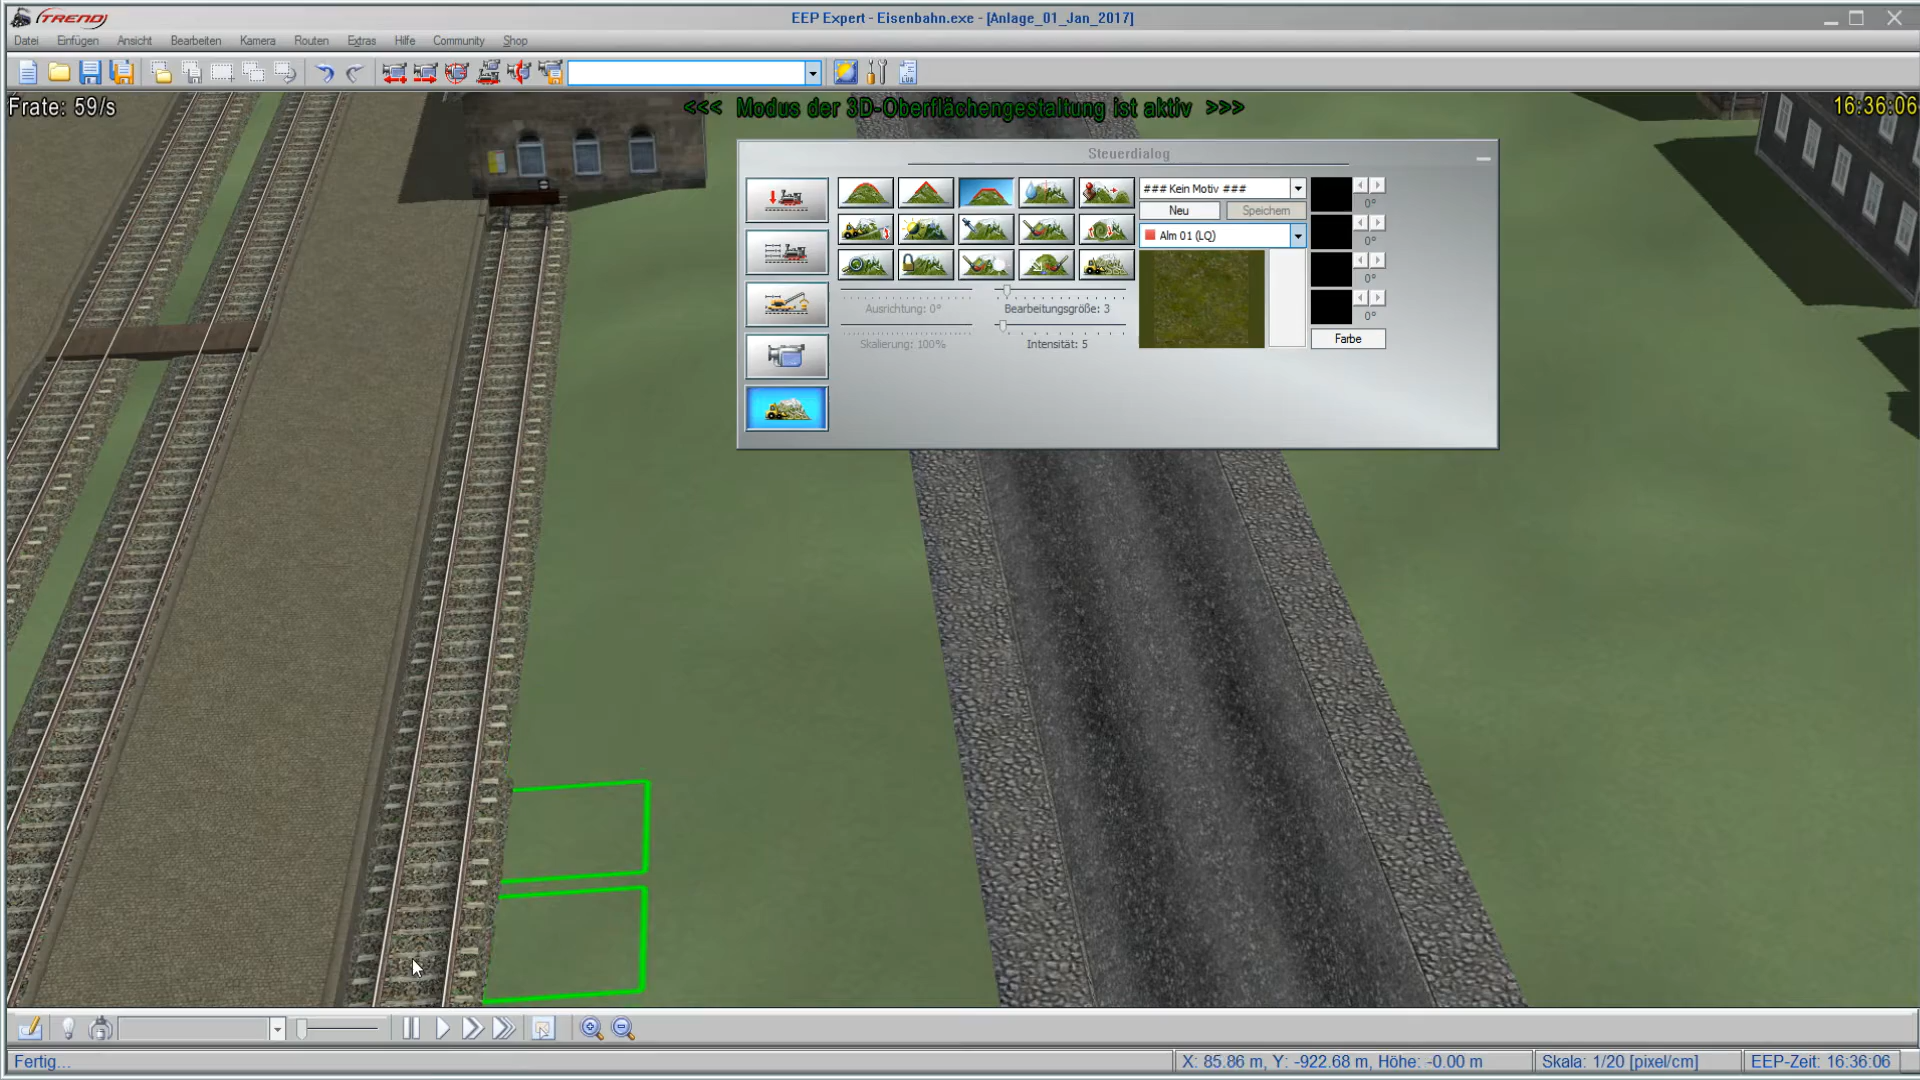 TREND
EEP Expert - Eisenbahn.exe - [Anlage_01_Jan_2017]
Datei Einfügen Ansicht Bearbeiten Kamera Routen Extras Hilfe Community Shop
LUA
Frate: 59/s
<<< Modus der 3D-Oberflächengestaltung ist aktiv >>>
16:36:06
Steuerdialog
### Kein Motiv ###
0°
Neu Speichern
Alm 01 (LQ)
0°
0°
Ausrichtung: 0° Bearbeitungsgröße: 3
0°
Skalierung: 100% Intensität: 5
Farbe
Fertig...
X: 85.86 m, Y: -922.68 m, Höhe: -0.00 m
Skala: 1/20 [pixel/cm]
EEP-Zeit: 16:36:06